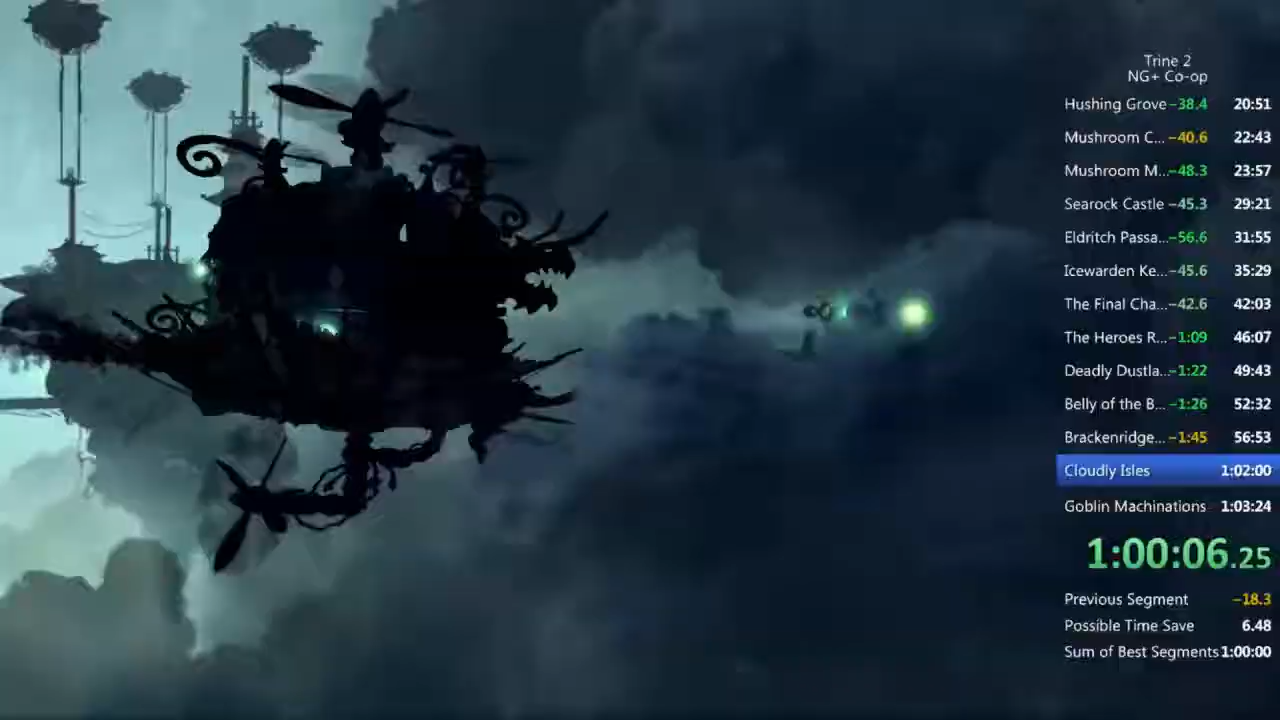 Trine 2
NG+ Co-op
Hushing Grove -38.4 20:51
Mushroom C... -40.6 22:43
Mushroom M... -48.3 23:57
Searock Castle -45.3 29:21
Eldritch Passa... -56.6 31:55
Icewarden Ke... -45.6 35:29
The Final Cha... -42.6 42:03
The Heroes R... -1:09 46:07
Deadly Dustla... -1:22 49:43
Belly of the B... -1:26 52:32
Brackenridge... -1:45 56:53
Cloudly Isles 1:02:00
Goblin Machinations 1:03:24
1:00:06.25
Previous Segment -18.3
Possible Time Save 6.48
Sum of Best Segments 1:00:00